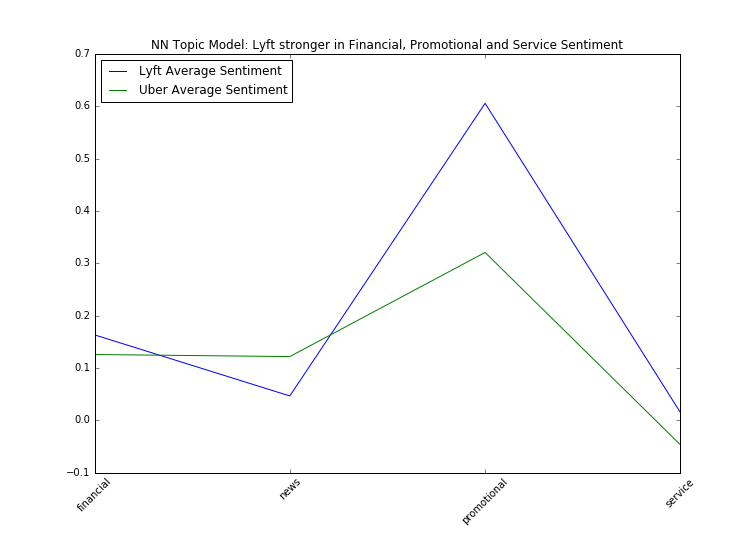 NN Topic Model: Lyft stronger in Financial, Promotional and Service Sentiment
Lyft Average Sentiment
Uber Average Sentiment
0.7
0.6
0.5
0.4
0.3
0.2
0.1
0.0
−0.1
financial
news
promotional
service